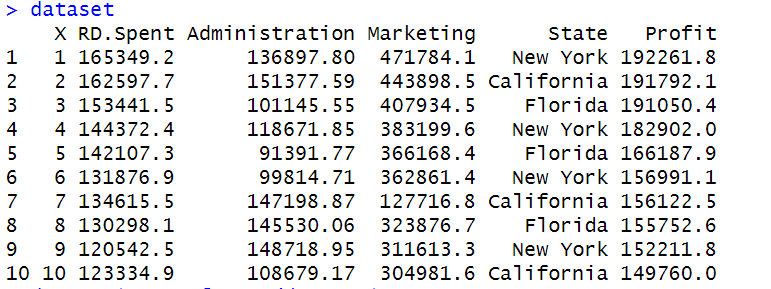 > dataset
X RD.Spent Administration Marketing State Profit
1 1 165349.2 136897.80 471784.1 New York 192261.8
2 2 162597.7 151377.59 443898.5 California 191792.1
3 3 153441.5 101145.55 407934.5 Florida 191050.4
4 4 144372.4 118671.85 383199.6 New York 182902.0
5 5 142107.3 91391.77 366168.4 Florida 166187.9
6 6 131876.9 99814.71 362861.4 New York 156991.1
7 7 134615.5 147198.87 127716.8 California 156122.5
8 8 130298.1 145530.06 323876.7 Florida 155752.6
9 9 120542.5 148718.95 311613.3 New York 152211.8
10 10 123334.9 108679.17 304981.6 California 149760.0